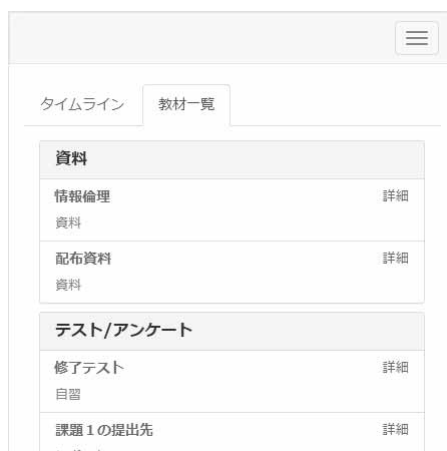 タイムライン 教材一覧
資料
情報倫理 詳細
資料
配布資料 詳細
資料
テスト/アンケート
修了テスト 詳細
自習
課題1の提出先 詳細